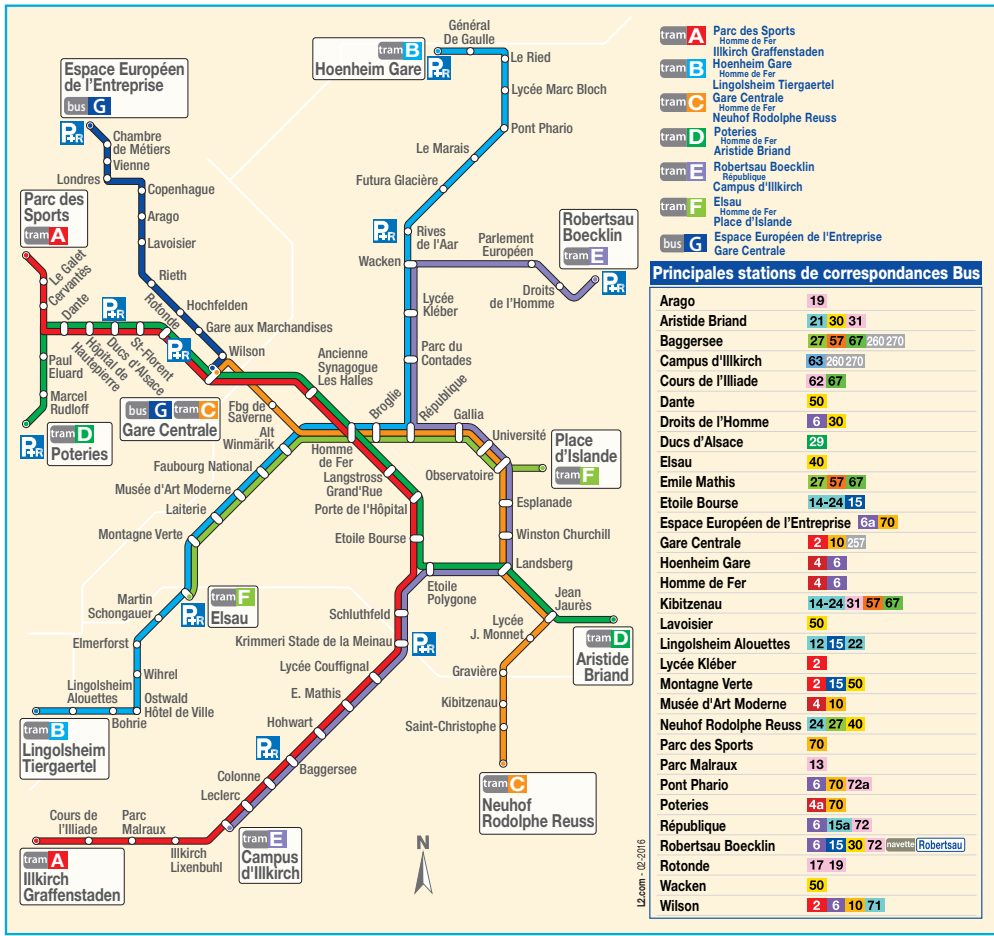 Général
De Gaulle
tram B
Hoenheim Gare
P+R
Le Ried
Lycée Marc Bloch
Pont Phario
Le Marais
Futura Glacière
P+R
Rives
de l'Aar
Wacken
Parlement
Européen
Droits
de l'Homme
Robertsau
Boecklin
tram E
P+R
Lycée
Kléber
Parc du
Contades
Espace Européen
de l'Entreprise
bus G
P+R
Chambre
de Métiers
Vienne
Londres
Copenhague
Arago
Lavoisier
Rieth
Hochfelden
Gare aux Marchandises
Wilson
Parc des
Sports
tram A
Le Galet
Cervantès
Dante
Hôpital de
Hautepierre
Ducs d'Alsace
St-Florent
Rotonde
P+R
P+R
Paul
Eluard
Marcel
Rudloff
P+R
tram D
Poteries
bus G tram C
Gare Centrale
Ancienne
Synagogue
Les Halles
Fbg de
Saverne
Alt
Winmärik
Faubourg National
Musée d'Art Moderne
Laiterie
Montagne Verte
Broglie
République
Gallia
Université
Observatoire
Place
d'Islande
tram F
Homme
de Fer
Langstross
Grand'Rue
Porte de l'Hôpital
Etoile Bourse
Esplanade
Winston Churchill
Landsberg
Etoile
Polygone
Schluthfeld
Krimmeri Stade de la Meinau
P+R
Lycée Couffignal
E. Mathis
Hohwart
P+R
Baggersee
Colonne
Leclerc
tram E
Campus
d'Illkirch
Jean
Jaurès
tram D
Aristide
Briand
Lycée
J. Monnet
Gravière
Kibitzenau
Saint-Christophe
tram C
Neuhof
Rodolphe Reuss
P+R
tram F
Elsau
Martin
Schongauer
Elmerforst
Wihrel
Ostwald
Hôtel de Ville
Lingolsheim
Alouettes
Bohrie
tram B
Lingolsheim
Tiergaertel
Cours de
l'Illiade
Parc
Malraux
Illkirch
Lixenbuhl
tram A
Illkirch
Graffenstaden
N
L2.com - 02-2016
tram A Parc des Sports
Homme de Fer
Illkirch Graffenstaden
tram B Hoenheim Gare
Homme de Fer
Lingolsheim Tiergaertel
tram C Gare Centrale
Homme de Fer
Neuhof Rodolphe Reuss
tram D Poteries
Homme de Fer
Aristide Briand
tram E Robertsau Boecklin
République
Campus d'Illkirch
tram F Elsau
Homme de Fer
Place d'Islande
bus G Espace Européen de l'Entreprise
Gare Centrale
Principales stations de correspondances Bus
Arago 19
Aristide Briand 21 30 31
Baggersee 27 57 67 260 270
Campus d'Illkirch 63 260 270
Cours de l'Illiade 62 67
Dante 50
Droits de l'Homme 6 30
Ducs d'Alsace 29
Elsau 40
Emile Mathis 27 57 67
Etoile Bourse 14-24 15
Espace Européen de l'Entreprise 6a 70
Gare Centrale 2 10 257
Hoenheim Gare 4 6
Homme de Fer 4 6
Kibitzenau 14-24 31 57 67
Lavoisier 50
Lingolsheim Alouettes 12 15 22
Lycée Kléber 2
Montagne Verte 2 15 50
Musée d'Art Moderne 4 10
Neuhof Rodolphe Reuss 24 27 40
Parc des Sports 70
Parc Malraux 13
Pont Phario 6 70 72a
Poteries 4a 70
République 6 15a 72
Robertsau Boecklin 6 15 30 72 navette Robertsau
Rotonde 17 19
Wacken 50
Wilson 2 6 10 71